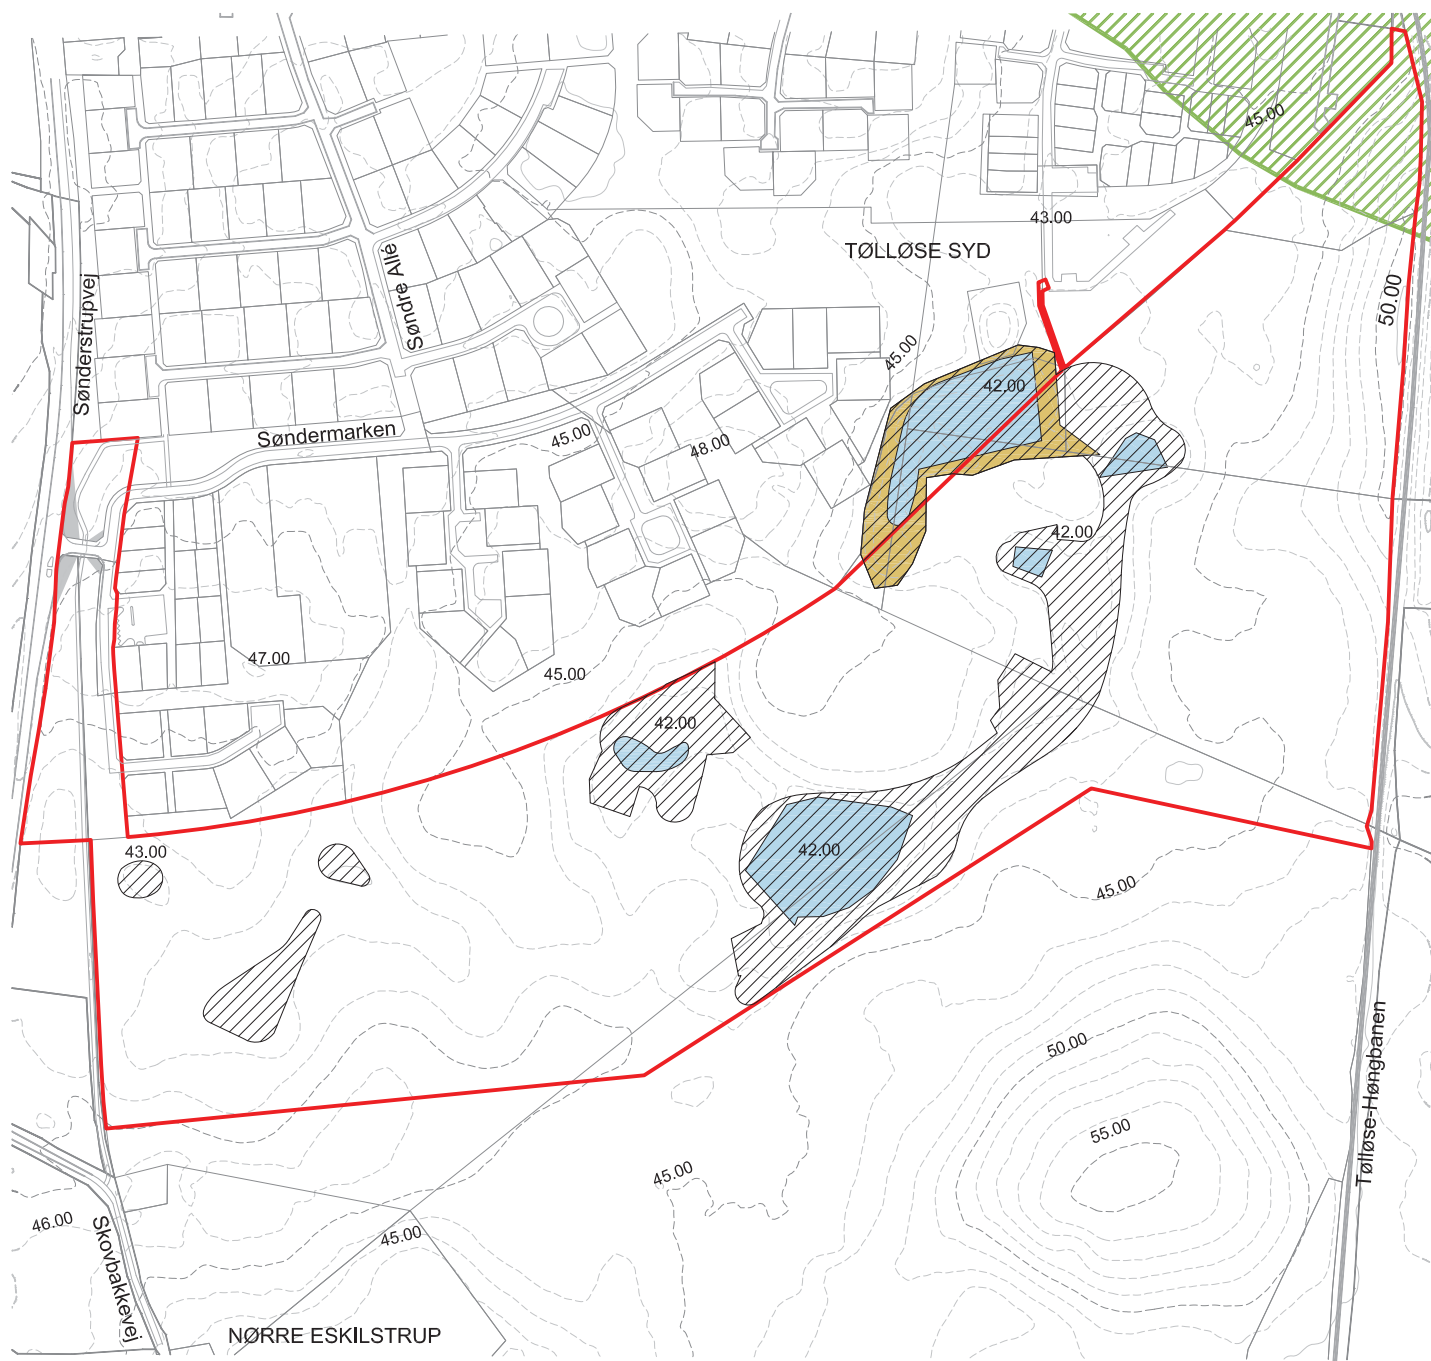 45.00
43.00
TØLLØSE SYD
50.00
Søndre Allé
Sønderstrupvej
45.00
42.00
Søndermarken
45.00
48.00
42.00
47.00
45.00
42.00
42.00
43.00
45.00
50.00
Tølløse-Høngbanen
55.00
45.00
46.00
45.00
Skovbakkevej
NØRRE ESKILSTRUP